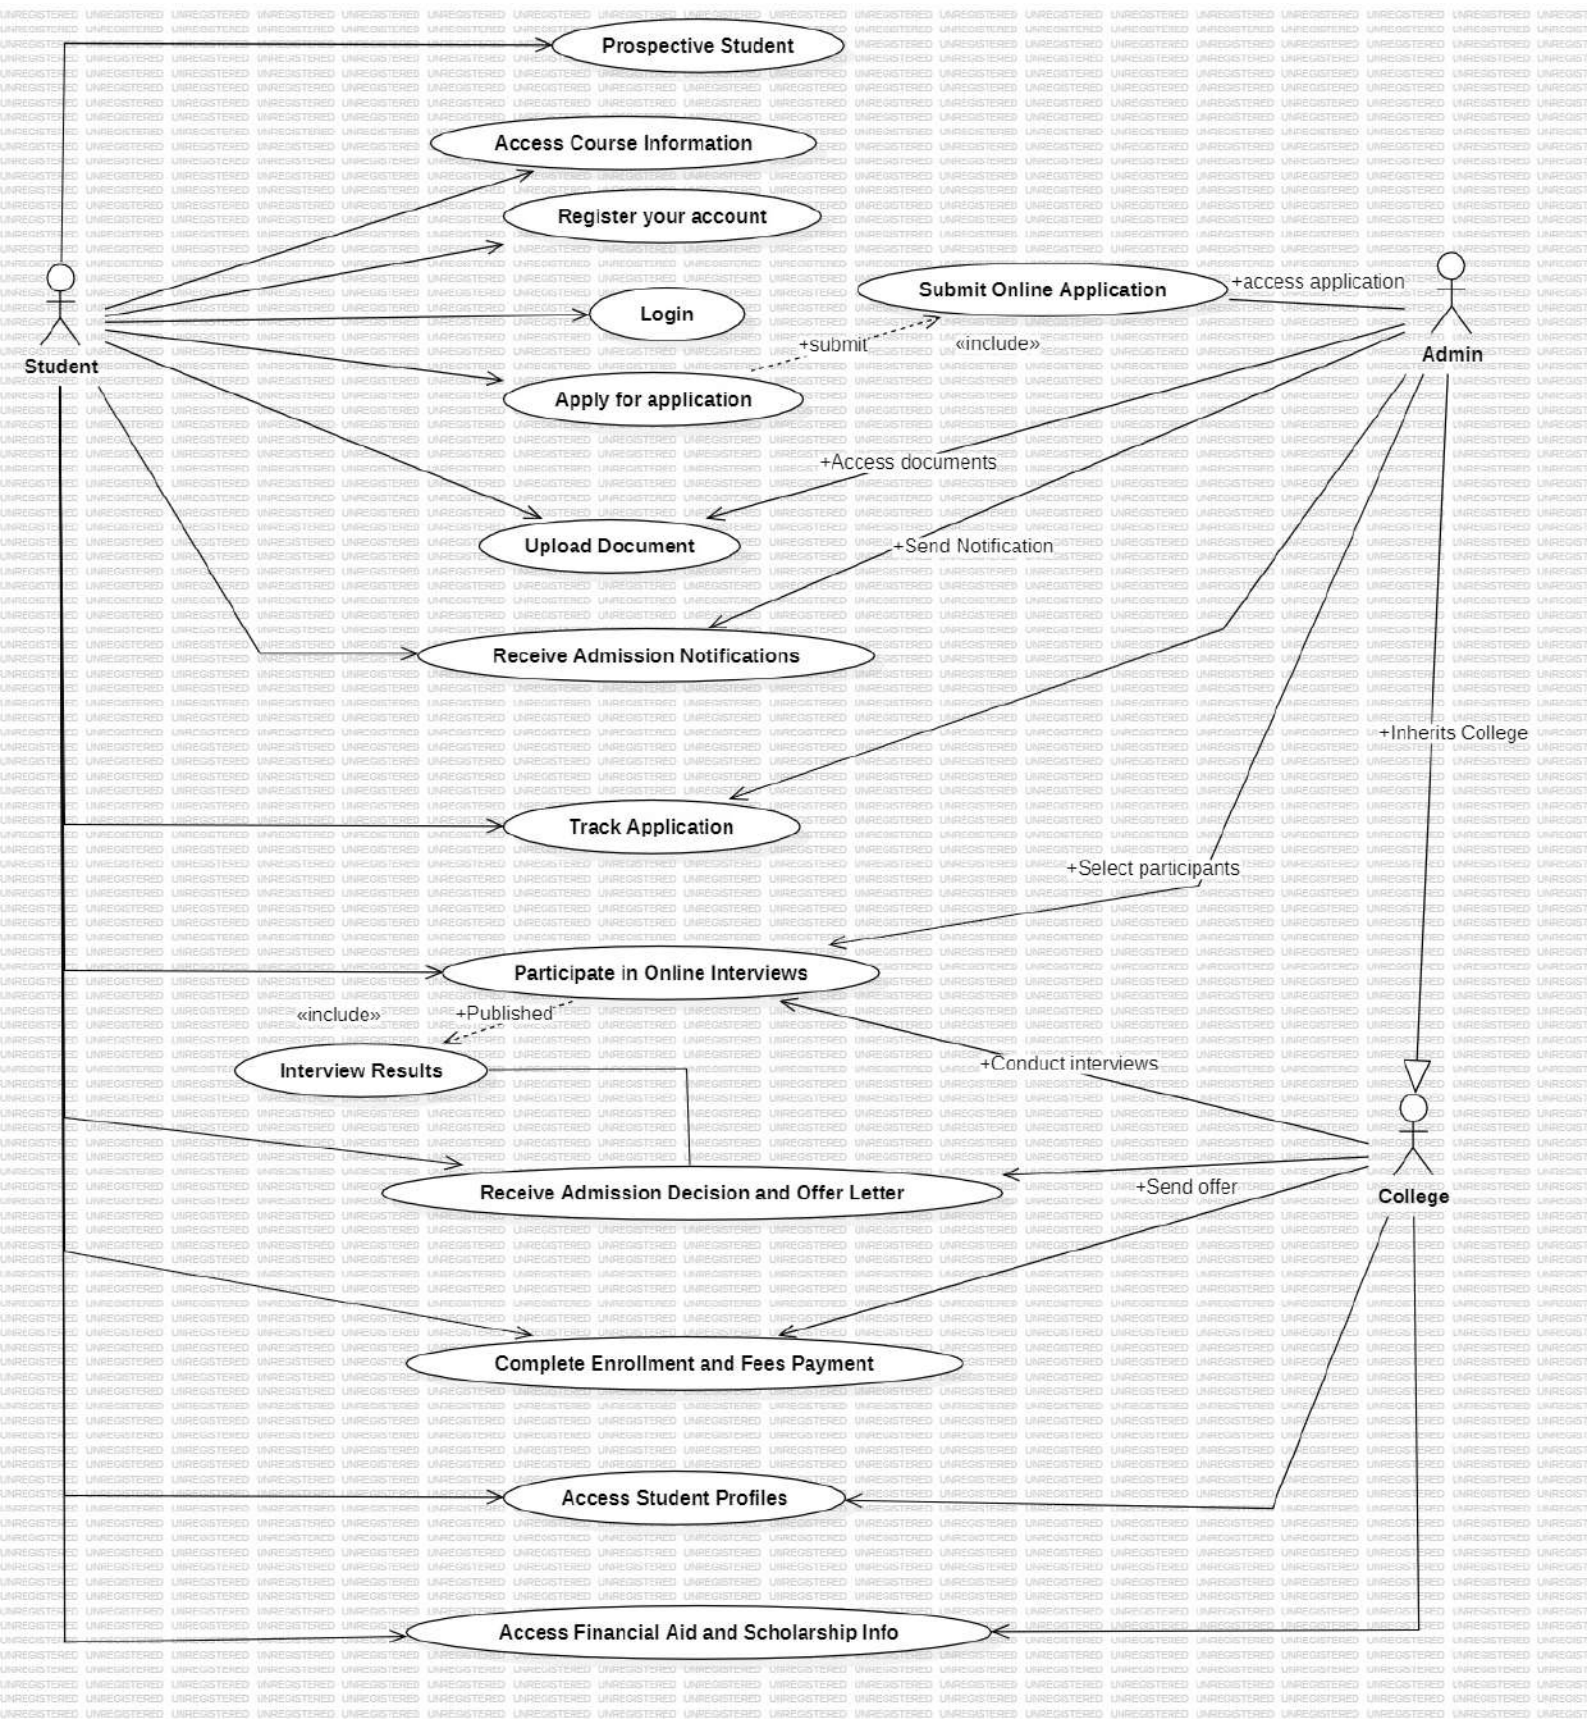 Prospective Student
Access Course Information
Register your account
+access application
Submit Online Application
Login
+submit
«include»
Admin
Student
Apply for application
+Access documents
Upload Document
+Send Notification
Receive Admission Notifications
+Inherits College
Track Application
+Select participants
Participate in Online Interviews
«include»
+Published
+Conduct interviews
Interview Results
+Send offer
Receive Admission Decision and Offer Letter
College
Complete Enrollment and Fees Payment
Access Student Profiles
Access Financial Aid and Scholarship Info
UNREGISTERED